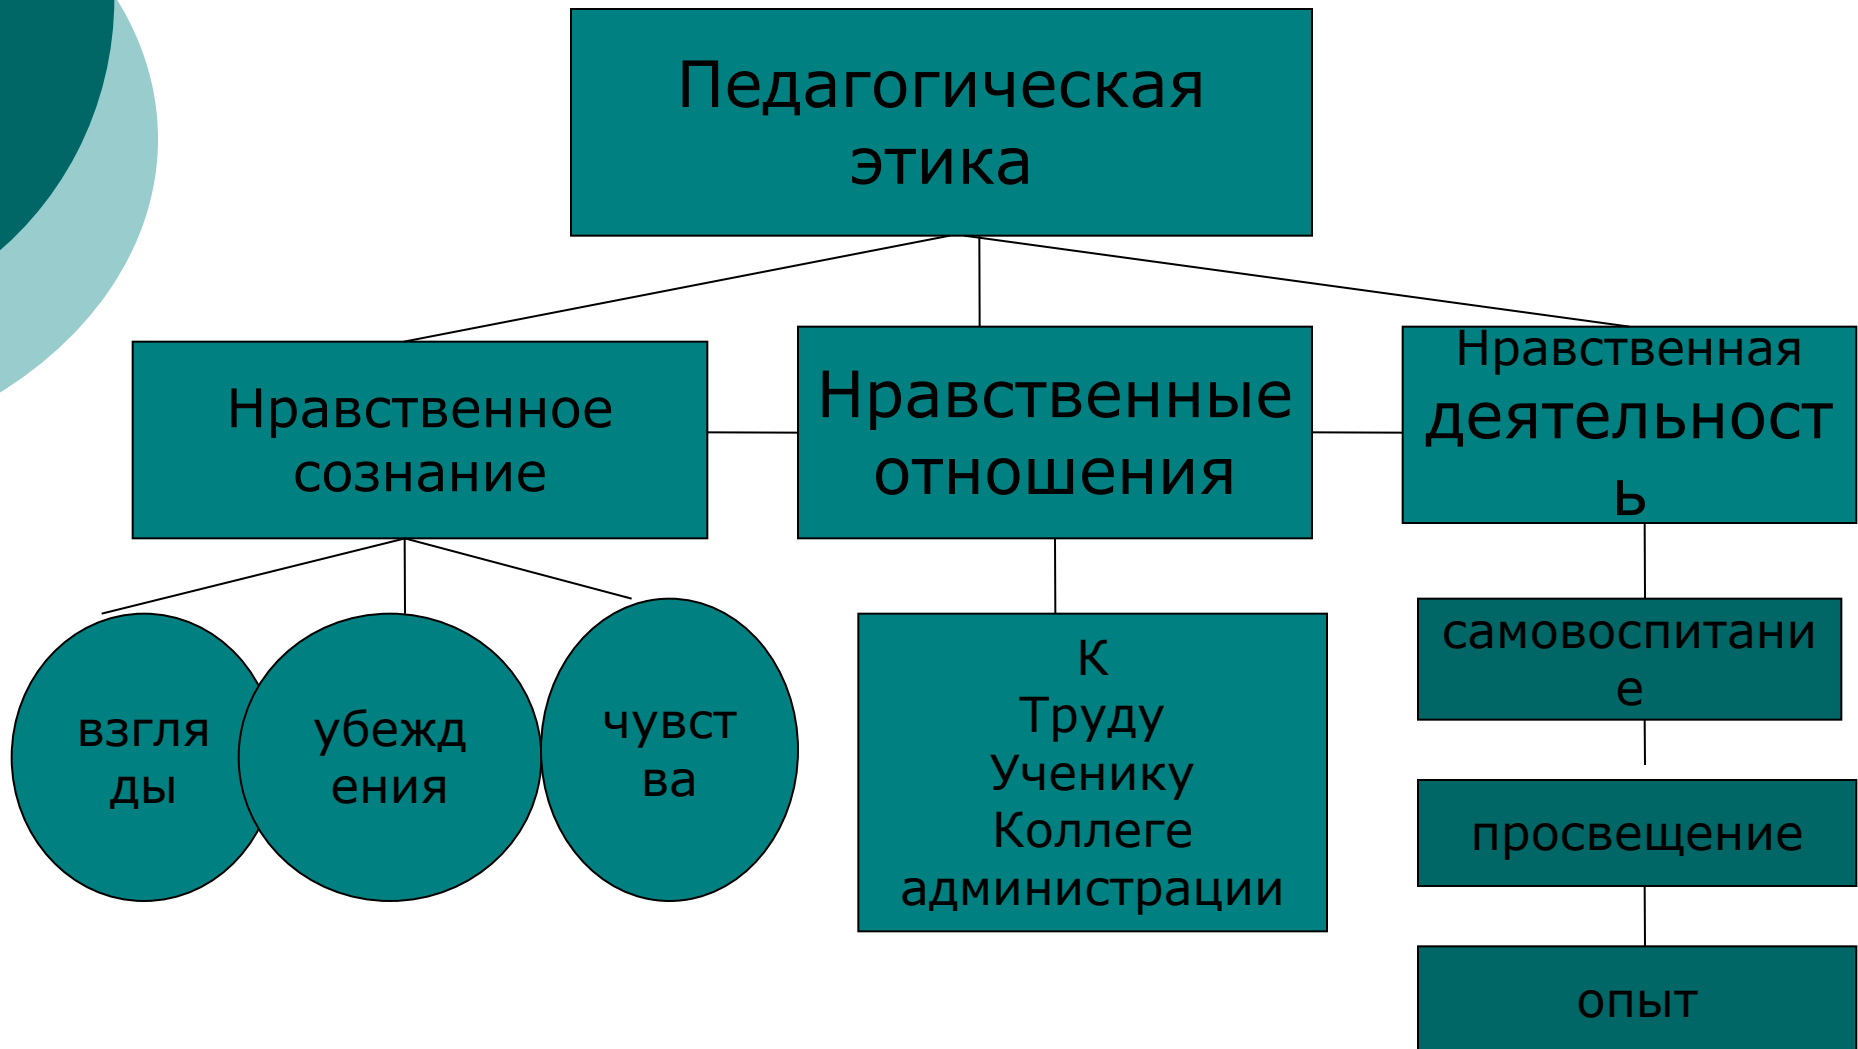 Педагогическая
этика
Нравственное
сознание
Нравственные
отношения
Нравственная
деятельност
ь
взгля
ды
убежд
ения
чувст
ва
К
Труду
Ученику
Коллеге
администрации
самовоспитани
е
просвещение
опыт